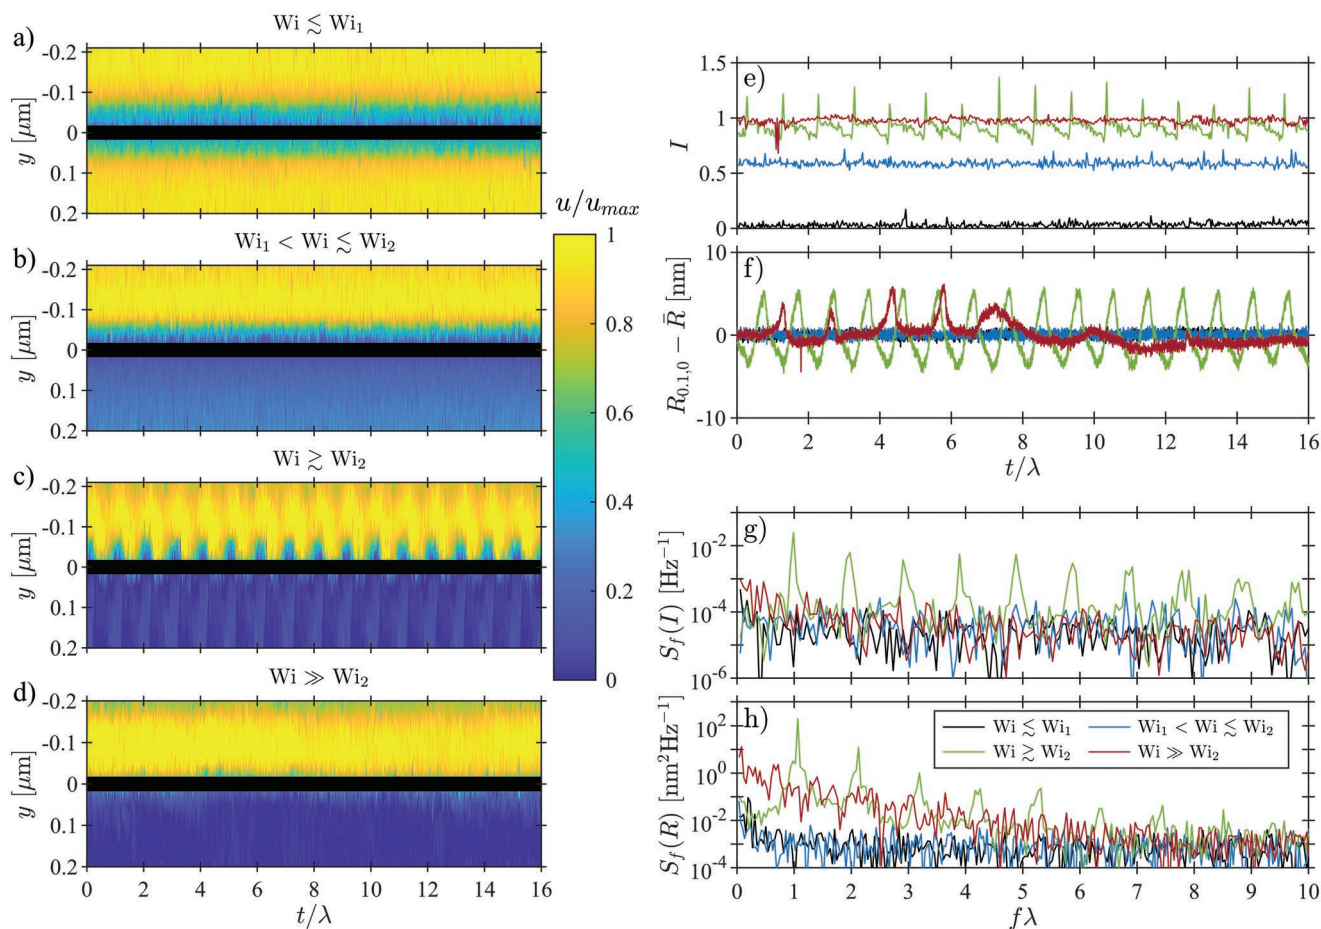 a)
Wi ≲ Wi₁
-0.2
-0.1
0
0.1
0.2
y [μm]
b)
Wi₁ < Wi ≲ Wi₂
-0.2
-0.1
0
0.1
0.2
y [μm]
c)
Wi ≳ Wi₂
-0.2
-0.1
0
0.1
0.2
y [μm]
d)
Wi ≫ Wi₂
-0.2
-0.1
0
0.1
0.2
y [μm]
0 2 4 6 8 10 12 14 16
t/λ
u/u_max
1
0.8
0.6
0.4
0.2
0
e)
1.5
1
0.5
0
I
f)
10
0
-10
R₀.₁,₀ − R̄ [nm]
0 2 4 6 8 10 12 14 16
t/λ
g)
10⁻²
10⁻⁴
10⁻⁶
S_f(I) [Hz⁻¹]
h)
10²
10⁰
10⁻²
10⁻⁴
S_f(R) [nm²Hz⁻¹]
Wi ≲ Wi₁ Wi₁ < Wi ≲ Wi₂
Wi ≳ Wi₂ Wi ≫ Wi₂
0 1 2 3 4 5 6 7 8 9 10
fλ